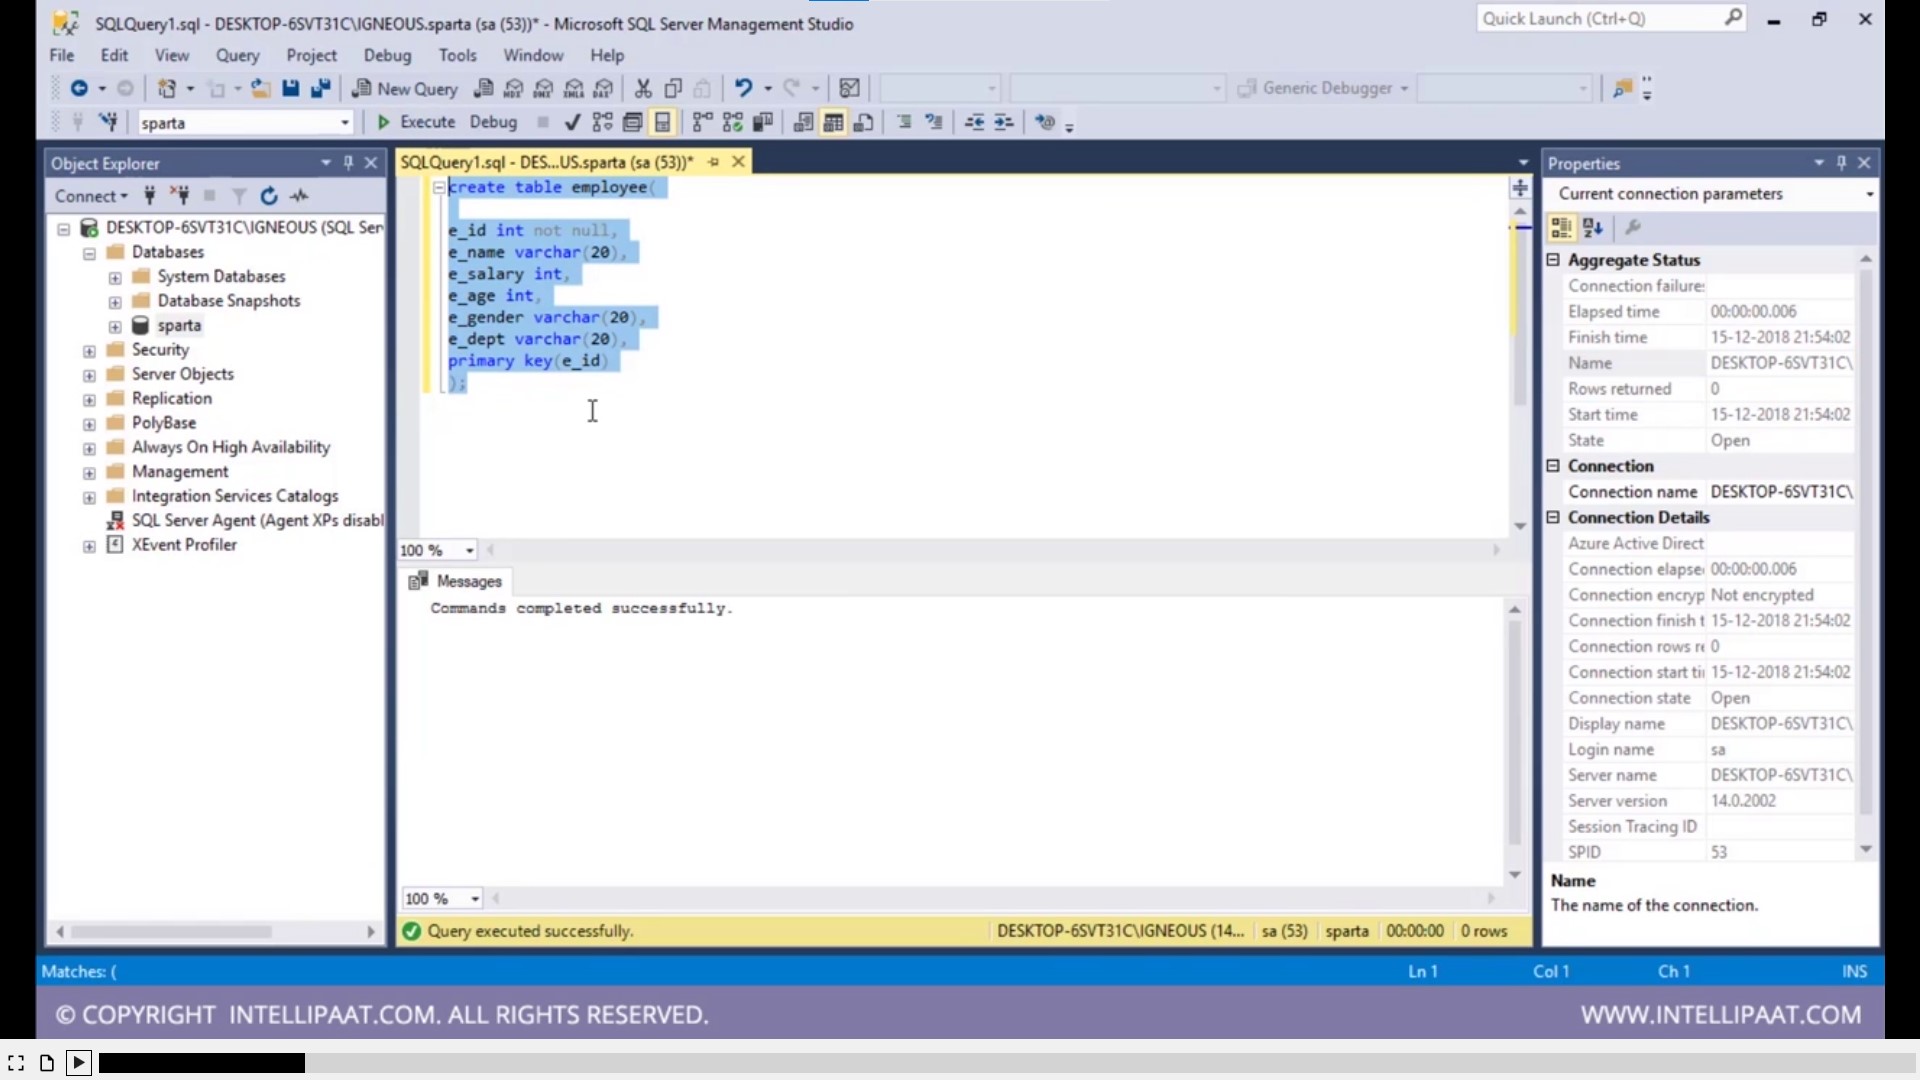 SQLQuery1.sql - DESKTOP-6SVT31C\IGNEOUS.sparta (sa (53))* - Microsoft SQL Server Management Studio
Quick Launch (Ctrl+Q)
File Edit View Query Project Debug Tools Window Help
New Query
Generic Debugger
sparta
Execute Debug
Object Explorer
Connect
DESKTOP-6SVT31C\IGNEOUS (SQL Ser
Databases
System Databases
Database Snapshots
sparta
Security
Server Objects
Replication
PolyBase
Always On High Availability
Management
Integration Services Catalogs
SQL Server Agent (Agent XPs disabl
XEvent Profiler
SQLQuery1.sql - DES...US.sparta (sa (53))*
create table employee(
e_id int not null,
e_name varchar(20),
e_salary int,
e_age int,
e_gender varchar(20),
e_dept varchar(20),
primary key(e_id)
);
100 %
Messages
Commands completed successfully.
100 %
Query executed successfully.
DESKTOP-6SVT31C\IGNEOUS (14... sa (53) sparta 00:00:00 0 rows
Properties
Current connection parameters
Aggregate Status
Connection failure:
Elapsed time 00:00:00.006
Finish time 15-12-2018 21:54:02
Name DESKTOP-6SVT31C\
Rows returned 0
Start time 15-12-2018 21:54:02
State Open
Connection
Connection name DESKTOP-6SVT31C\
Connection Details
Azure Active Direct
Connection elapse 00:00:00.006
Connection encryp Not encrypted
Connection finish t 15-12-2018 21:54:02
Connection rows re 0
Connection start ti 15-12-2018 21:54:02
Connection state Open
Display name DESKTOP-6SVT31C\
Login name sa
Server name DESKTOP-6SVT31C\
Server version 14.0.2002
Session Tracing ID
SPID 53
Name
The name of the connection.
Matches: (
Ln 1 Col 1 Ch 1 INS
© COPYRIGHT INTELLIPAAT.COM. ALL RIGHTS RESERVED.
WWW.INTELLIPAAT.COM